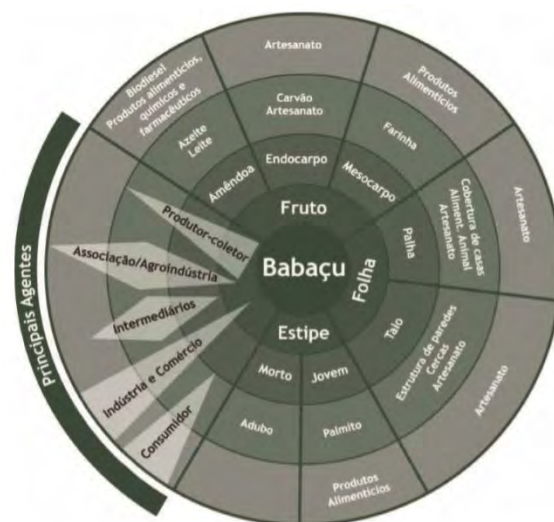 Babaçu
Fruto
Folha
Estipe
Amêndoa
Azeite
Leite
Biodiesel
Produtos alimentícios,
químicos e
farmacêuticos
Endocarpo
Carvão
Artesanato
Artesanato
Mesocarpo
Farinha
Produtos
Alimentícios
Palha
Cobertura de casas
Aliment. Animal
Artesanato
Artesanato
Talo
Estrutura de paredes
Cercas
Artesanato
Artesanato
Jovem
Palmito
Produtos
Alimentícios
Morto
Adubo
Principais Agentes
Produtor-coletor
Associação/Agroindústria
Intermediários
Indústria e Comércio
Consumidor